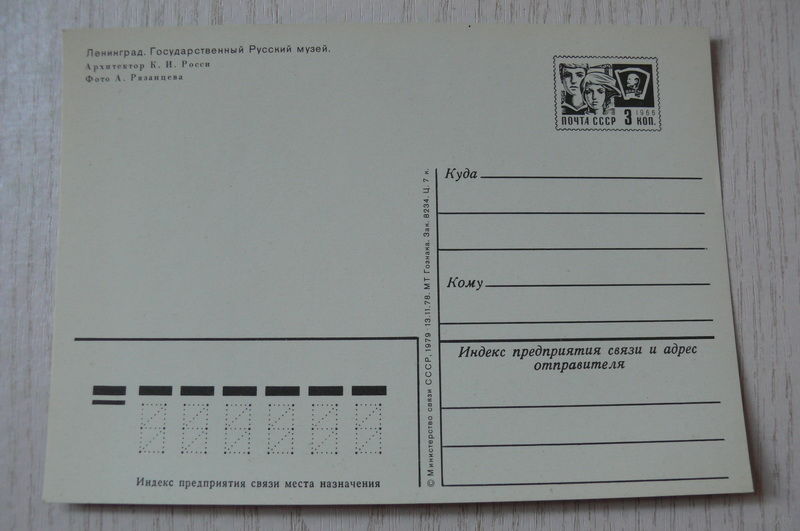 Ленинград. Государственный Русский музей.
Архитектор К. И. Росси
Фото А. Рязанцева
1966
ПОЧТА СССР 3 КОП.
Куда
Кому
Индекс предприятия связи и адрес
отправителя
© Министерство связи СССР, 1979 13.11.78. МТ Гознака. Зак. 8234. Ц. 7 к.
Индекс предприятия связи места назначения